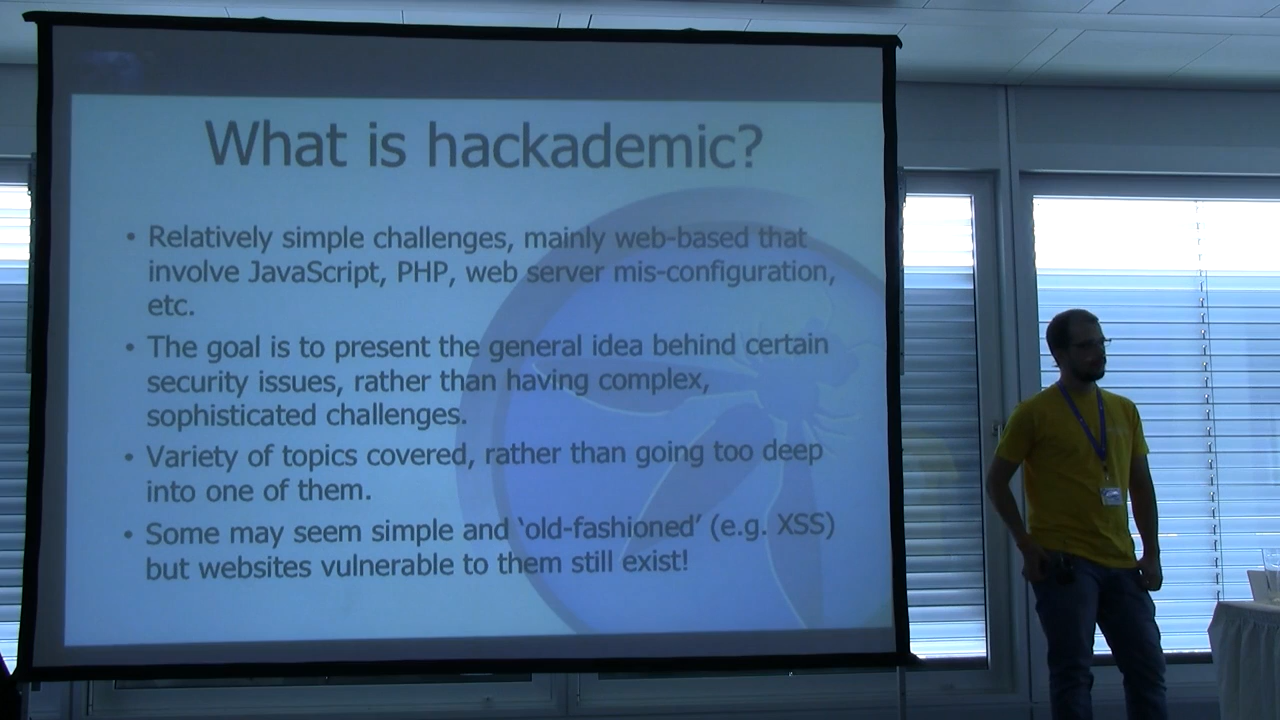 What is hackademic?
• Relatively simple challenges, mainly web-based that
involve JavaScript, PHP, web server mis-configuration,
etc.
• The goal is to present the general idea behind certain
security issues, rather than having complex,
sophisticated challenges.
• Variety of topics covered, rather than going too deep
into one of them.
• Some may seem simple and ‘old-fashioned’ (e.g. XSS)
but websites vulnerable to them still exist!